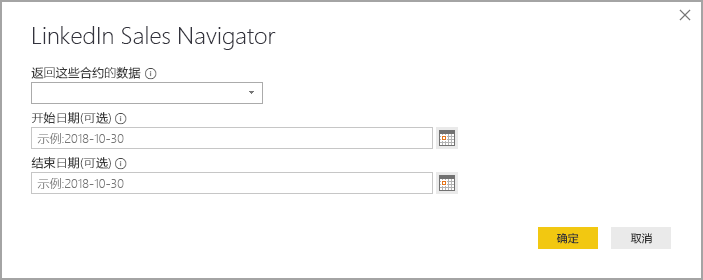 LinkedIn Sales Navigator
返回这些合约的数据
开始日期(可选)
示例:2018-10-30
结束日期(可选)
示例:2018-10-30
确定 取消